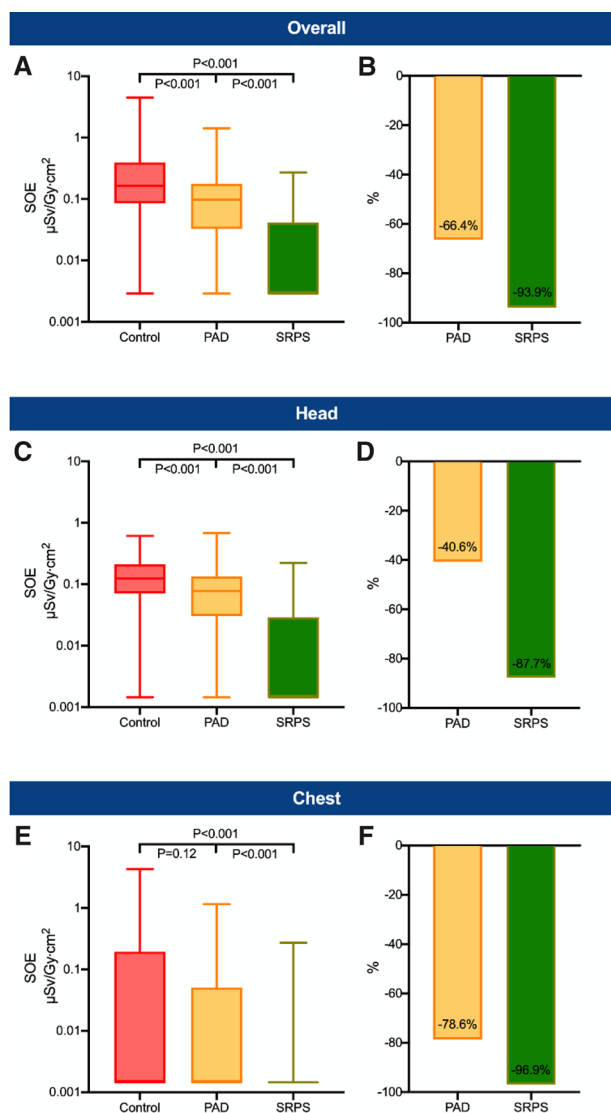 Overall
A
B
P<0.001
P<0.001 P<0.001
10
1
0.1
0.01
0.001
SOE
µSv/Gy·cm²
Control PAD SRPS
0
-20
-40
-60
-80
-100
%
-66.4%
-93.9%
PAD SRPS
Head
C
D
P<0.001
P<0.001 P<0.001
10
1
0.1
0.01
0.001
SOE
µSv/Gy·cm²
Control PAD SRPS
0
-20
-40
-60
-80
-100
%
-40.6%
-87.7%
PAD SRPS
Chest
E
F
P<0.001
P=0.12 P<0.001
10
1
0.1
0.01
0.001
SOE
µSv/Gy·cm²
Control PAD SRPS
0
-20
-40
-60
-80
-100
%
-78.6%
-96.9%
PAD SRPS